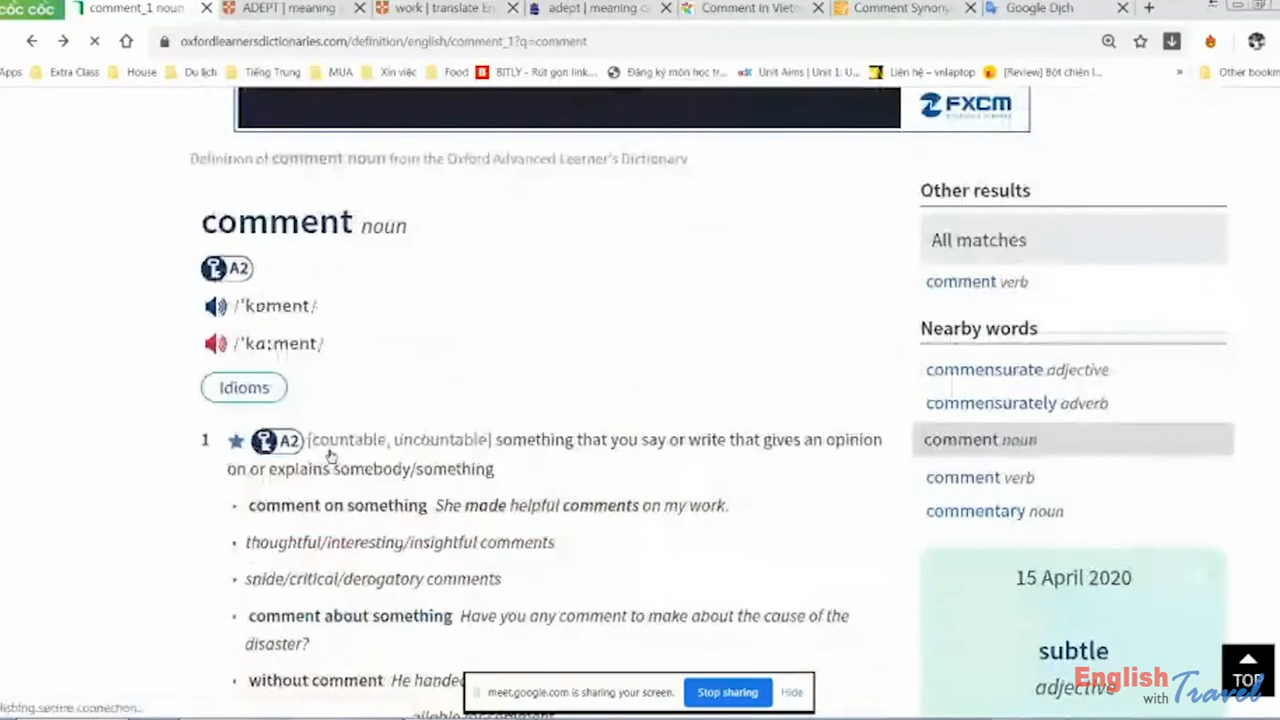 CỐC CỐC comment_1 noun ADEPT | meaning work | translate En adept | meaning Comment in Vietn Comment Synony Google Dịch
oxfordlearnersdictionaries.com/definition/english/comment_1?q=comment
Apps Extra Class House Du lịch Tiếng Trung MUA Xin việc Food BITLY - Rút gọn link... Đăng ký môn học tr... Unit Aims | Unit 1: U... Liên hệ – vnlaptop [Review] Bột chiên l... » Other bookm
FXCM
Definition of comment noun from the Oxford Advanced Learner's Dictionary
comment noun
A2
/ˈkɒment/
/ˈkɑːment/
Idioms
1 A2 [countable, uncountable] something that you say or write that gives an opinion
on or explains somebody/something
• comment on something She made helpful comments on my work.
• thoughtful/interesting/insightful comments
• snide/critical/derogatory comments
• comment about something Have you any comment to make about the cause of the
disaster?
• without comment He handed
Other results
All matches
comment verb
Nearby words
commensurate adjective
commensurately adverb
comment noun
comment verb
commentary noun
15 April 2020
subtle
adjective
TOP
English
with Travel
meet.google.com is sharing your screen. Stop sharing Hide